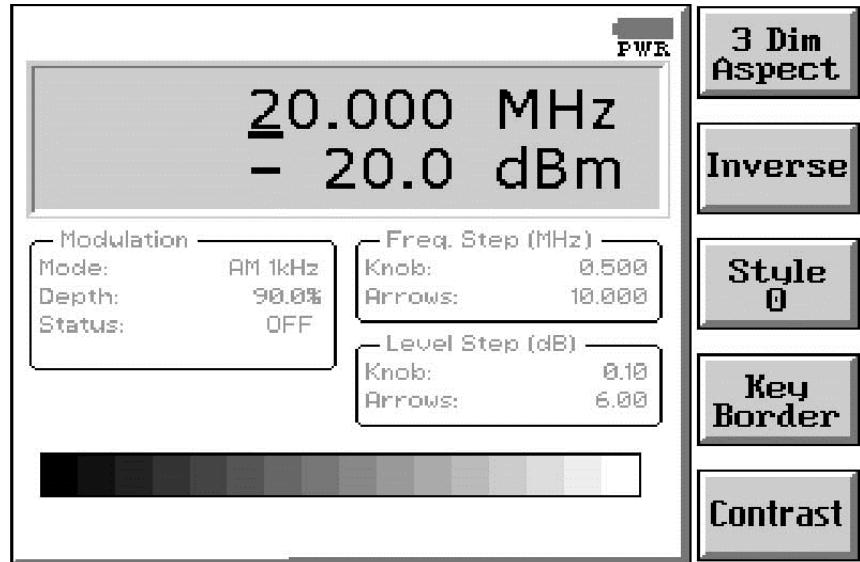 PWR
20.000 MHz
- 20.0 dBm
Modulation
Mode: AM 1kHz
Depth: 90.0%
Status: OFF
Freq. Step (MHz)
Knob: 0.500
Arrows: 10.000
Level Step (dB)
Knob: 0.10
Arrows: 6.00
3 Dim
Aspect
Inverse
Style
0
Key
Border
Contrast